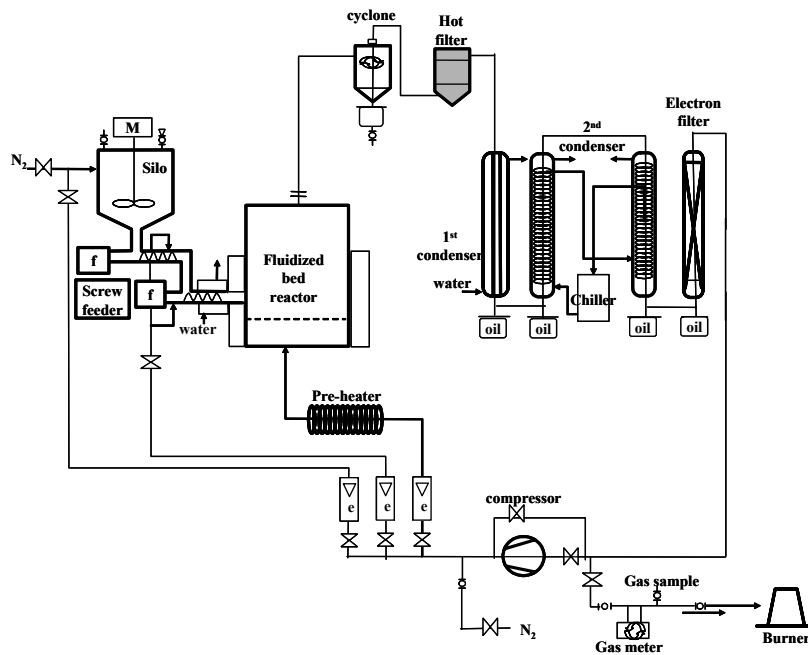 cyclone
Hot
filter
Electron
filter
2nd
condenser
M
N2
Silo
1st
condenser
f
Fluidized
bed
reactor
Screw
feeder
f
water
Chiller
water
oil
oil
oil
oil
Pre-heater
e
e
e
compressor
Gas sample
N2
Gas meter
Burner